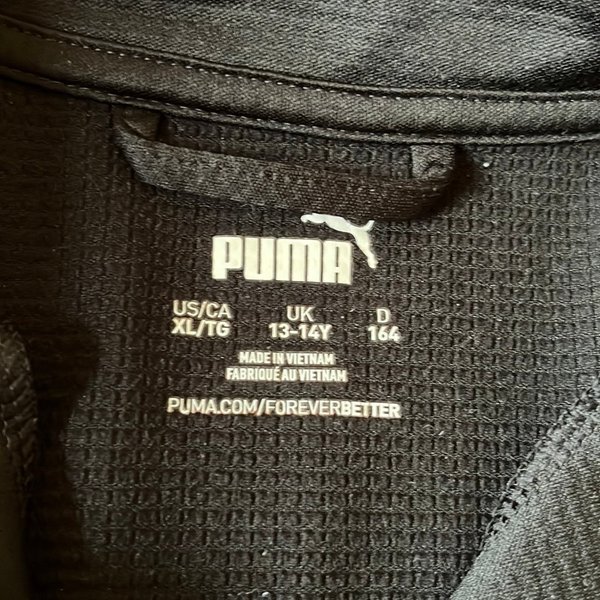 PUMA
US/CA UK D
XL/TG 13-14Y 164
MADE IN VIETNAM
FABRIQUÉ AU VIETNAM
PUMA.COM/FOREVERBETTER